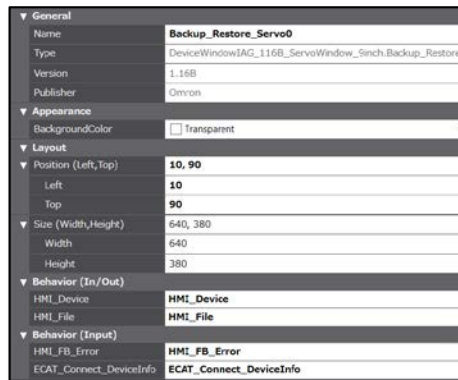 General
Name Backup_Restore_Servo0
Type DeviceWindowIAG_116B_ServoWindow_9inch.Backup_Restore
Version 1.16B
Publisher Omron
Appearance
BackgroundColor Transparent
Layout
Position (Left,Top) 10, 90
Left 10
Top 90
Size (Width,Height) 640, 380
Width 640
Height 380
Behavior (In/Out)
HMI_Device HMI_Device
HMI_File HMI_File
Behavior (Input)
HMI_FB_Error HMI_FB_Error
ECAT_Connect_DeviceInfo ECAT_Connect_DeviceInfo